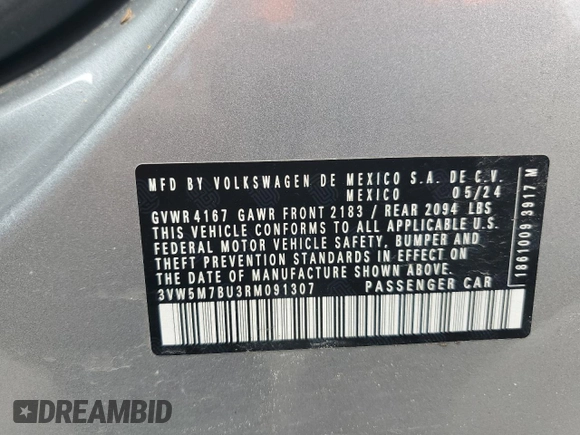 MFD BY VOLKSWAGEN DE MEXICO S.A. DE C.V.
MEXICO 05/24
GVWR 4167 GAWR FRONT 2183 / REAR 2094 LBS
THIS VEHICLE CONFORMS TO ALL APPLICABLE U.S.
FEDERAL MOTOR VEHICLE SAFETY, BUMPER AND
THEFT PREVENTION STANDARDS IN EFFECT ON
THE DATE OF MANUFACTURE SHOWN ABOVE.
3VW5M7BU3RM091307 PASSENGER CAR
1861009 3917 M
DREAMBID